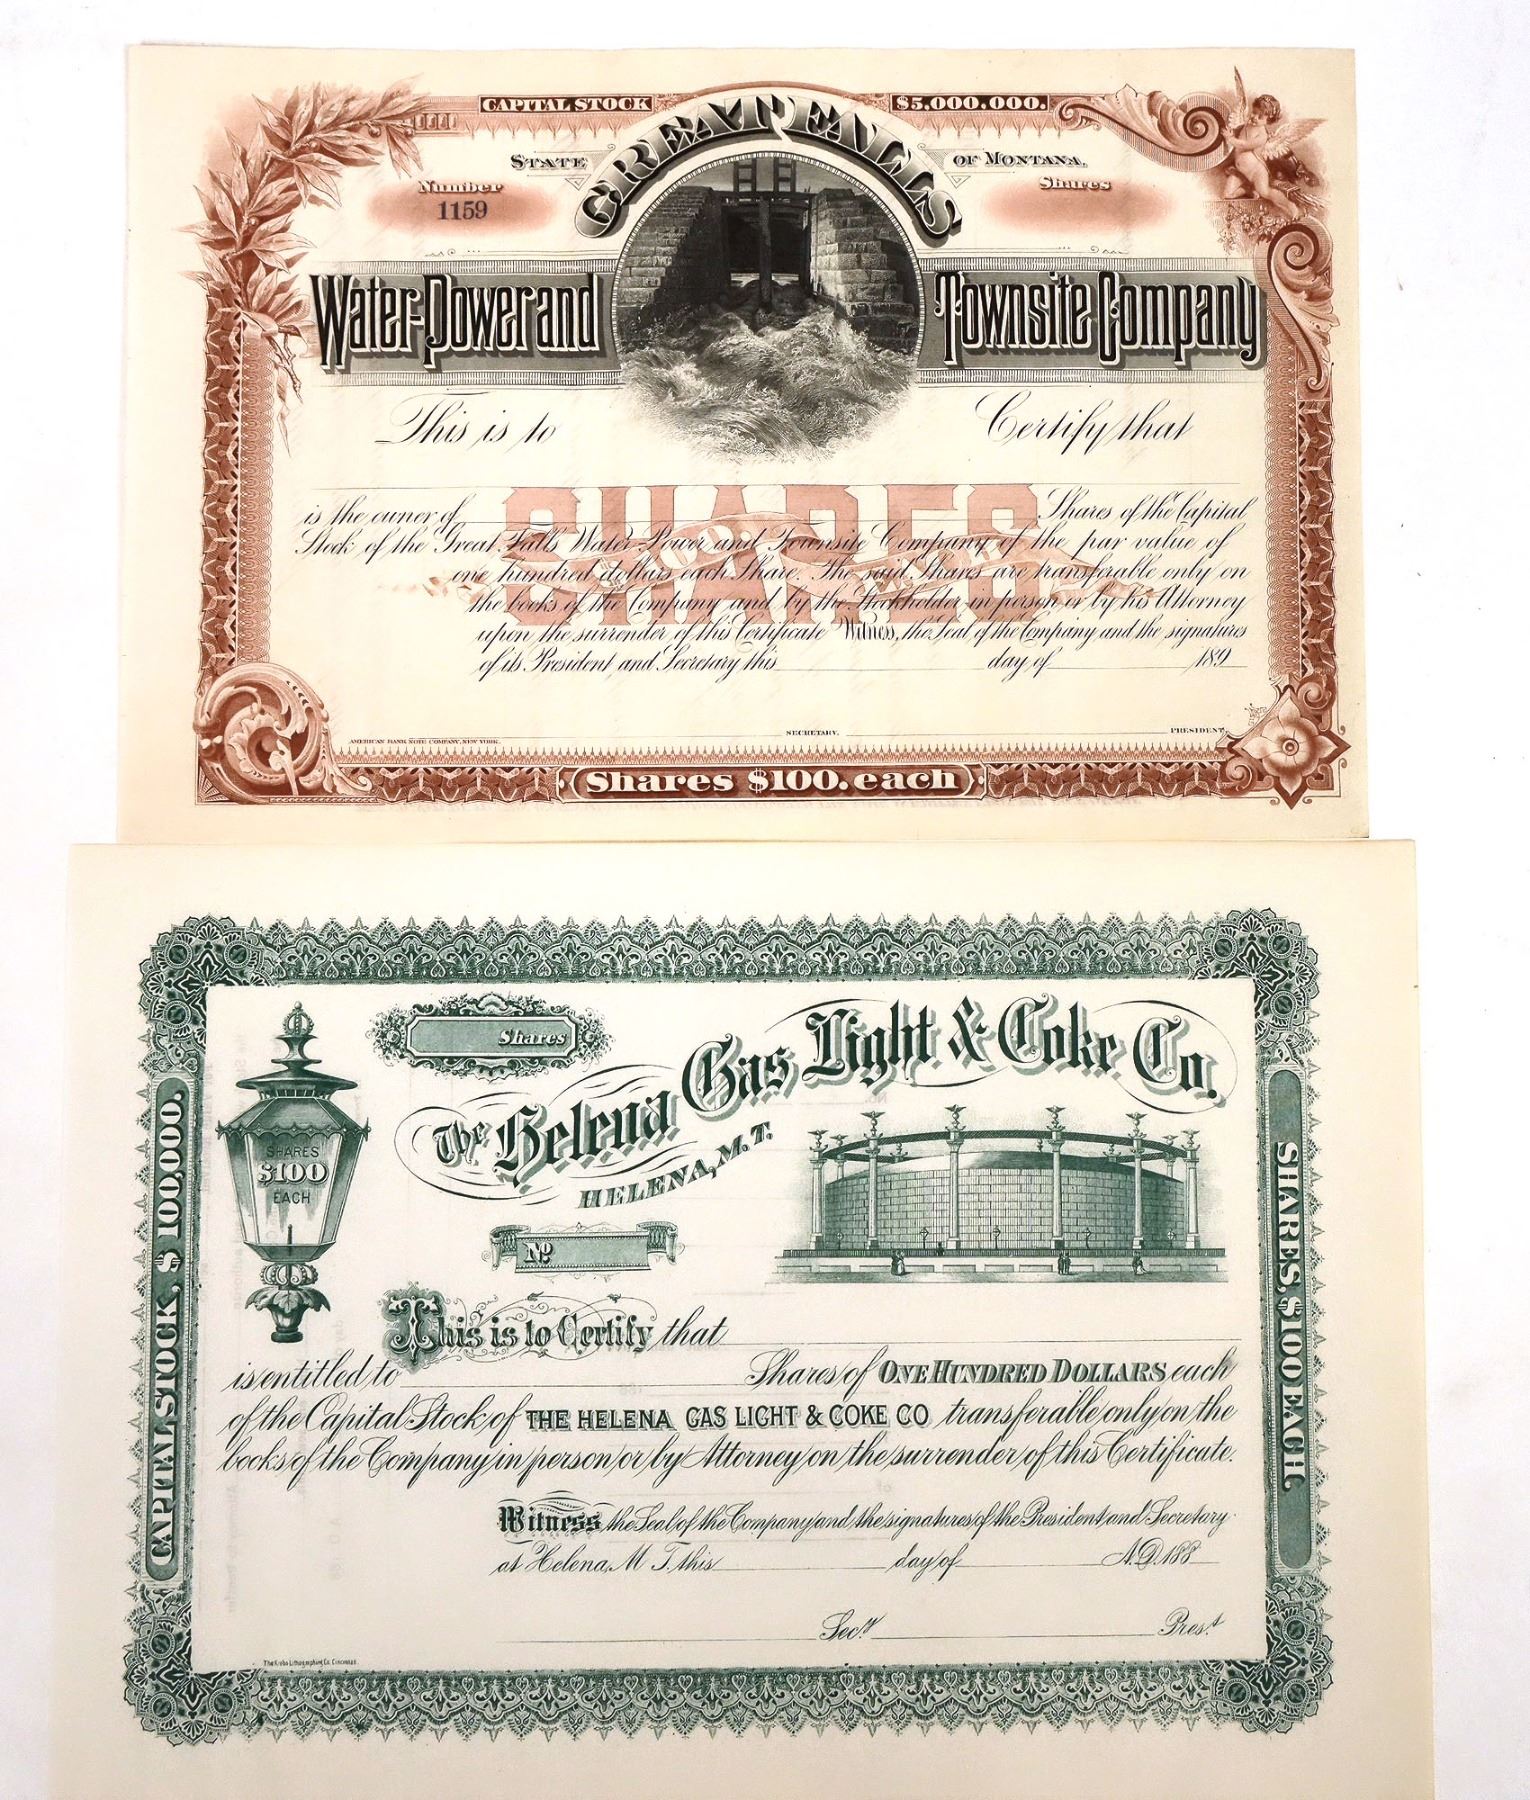 CAPITAL STOCK $5,000,000.
GREAT FALLS
STATE OF MONTANA.
Number Shares
1159
Water-Power and Townsite Company
This is to Certify that
SHARES
is the owner of Shares of the Capital
Stock of the Great Falls Water Power and Townsite Company of the par value of
one hundred dollars each Share. The said Shares are transferable only on
the books of the Company and by the Stockholder in person or by his Attorney
upon the surrender of this Certificate Witness, the Seal of the Company and the signatures
of its President and Secretary this day of 189
SECRETARY. PRESIDENT.
AMERICAN BANK NOTE COMPANY, NEW YORK.
Shares $100. each
Shares
The Helena Gas Light & Coke Co.
HELENA, M.T.
SHARES
$100
EACH
No
CAPITAL STOCK, $100,000.
SHARES, $100 EACH.
This is to Certify that
is entitled to Shares of ONE HUNDRED DOLLARS each
of the Capital Stock of THE HELENA GAS LIGHT & COKE CO transferable only on the
books of the Company in person or by Attorney on the surrender of this Certificate.
Witness the Seal of the Company and the signatures of the President and Secretary
at Helena, M T. this day of A.D. 188
Secy. Prest.
The Krebs Lithographing Co. Cincinnati.